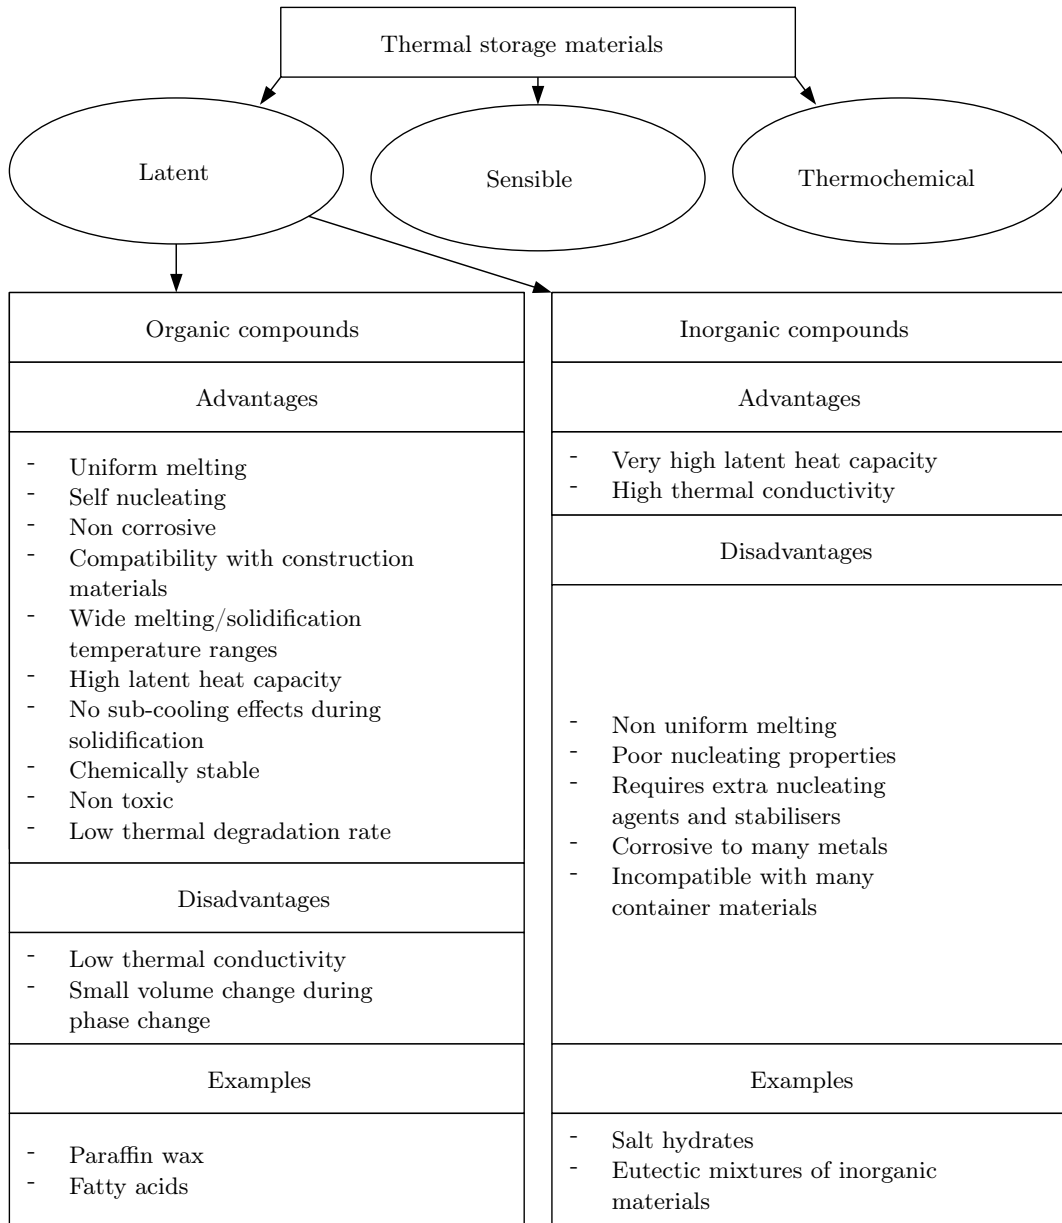 Thermal storage materials
Latent
Sensible
Thermochemical
Organic compounds
Advantages
- Uniform melting
- Self nucleating
- Non corrosive
- Compatibility with construction
materials
- Wide melting/solidification
temperature ranges
- High latent heat capacity
- No sub-cooling effects during
solidification
- Chemically stable
- Non toxic
- Low thermal degradation rate
Disadvantages
- Low thermal conductivity
- Small volume change during
phase change
Examples
- Paraffin wax
- Fatty acids
Inorganic compounds
Advantages
- Very high latent heat capacity
- High thermal conductivity
Disadvantages
- Non uniform melting
- Poor nucleating properties
- Requires extra nucleating
agents and stabilisers
- Corrosive to many metals
- Incompatible with many
container materials
Examples
- Salt hydrates
- Eutectic mixtures of inorganic
materials